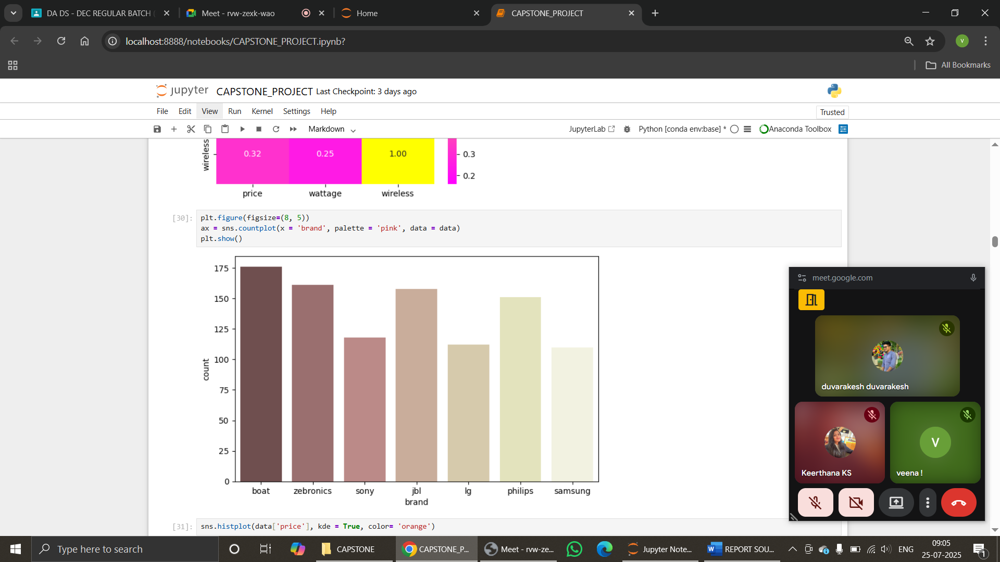 DA DS - DEC REGULAR BATCH (
Meet - rvw-zexk-wao
Home
CAPSTONE_PROJECT
localhost:8888/notebooks/CAPSTONE_PROJECT.ipynb?
V
All Bookmarks
jupyter CAPSTONE_PROJECT Last Checkpoint: 3 days ago
File Edit View Run Kernel Settings Help
Trusted
Markdown
JupyterLab
Python [conda env:base] *
Anaconda Toolbox
wireless
0.32 0.25 1.00
0.3
0.2
price wattage wireless
[30]:
plt.figure(figsize=(8, 5))
ax = sns.countplot(x = 'brand', palette = 'pink', data = data)
plt.show()
175
150
125
100
75
50
25
0
count
boat zebronics sony jbl lg philips samsung
brand
[31]:
sns.histplot(data['price'], kde = True, color= 'orange')
meet.google.com
duvarakesh duvarakesh
Keerthana KS
V
veena !
Type here to search
CAPSTONE
CAPSTONE_P...
Meet - rvw-ze...
Jupyter Note...
REPORT SOU...
ENG
09:05
25-07-2025
1